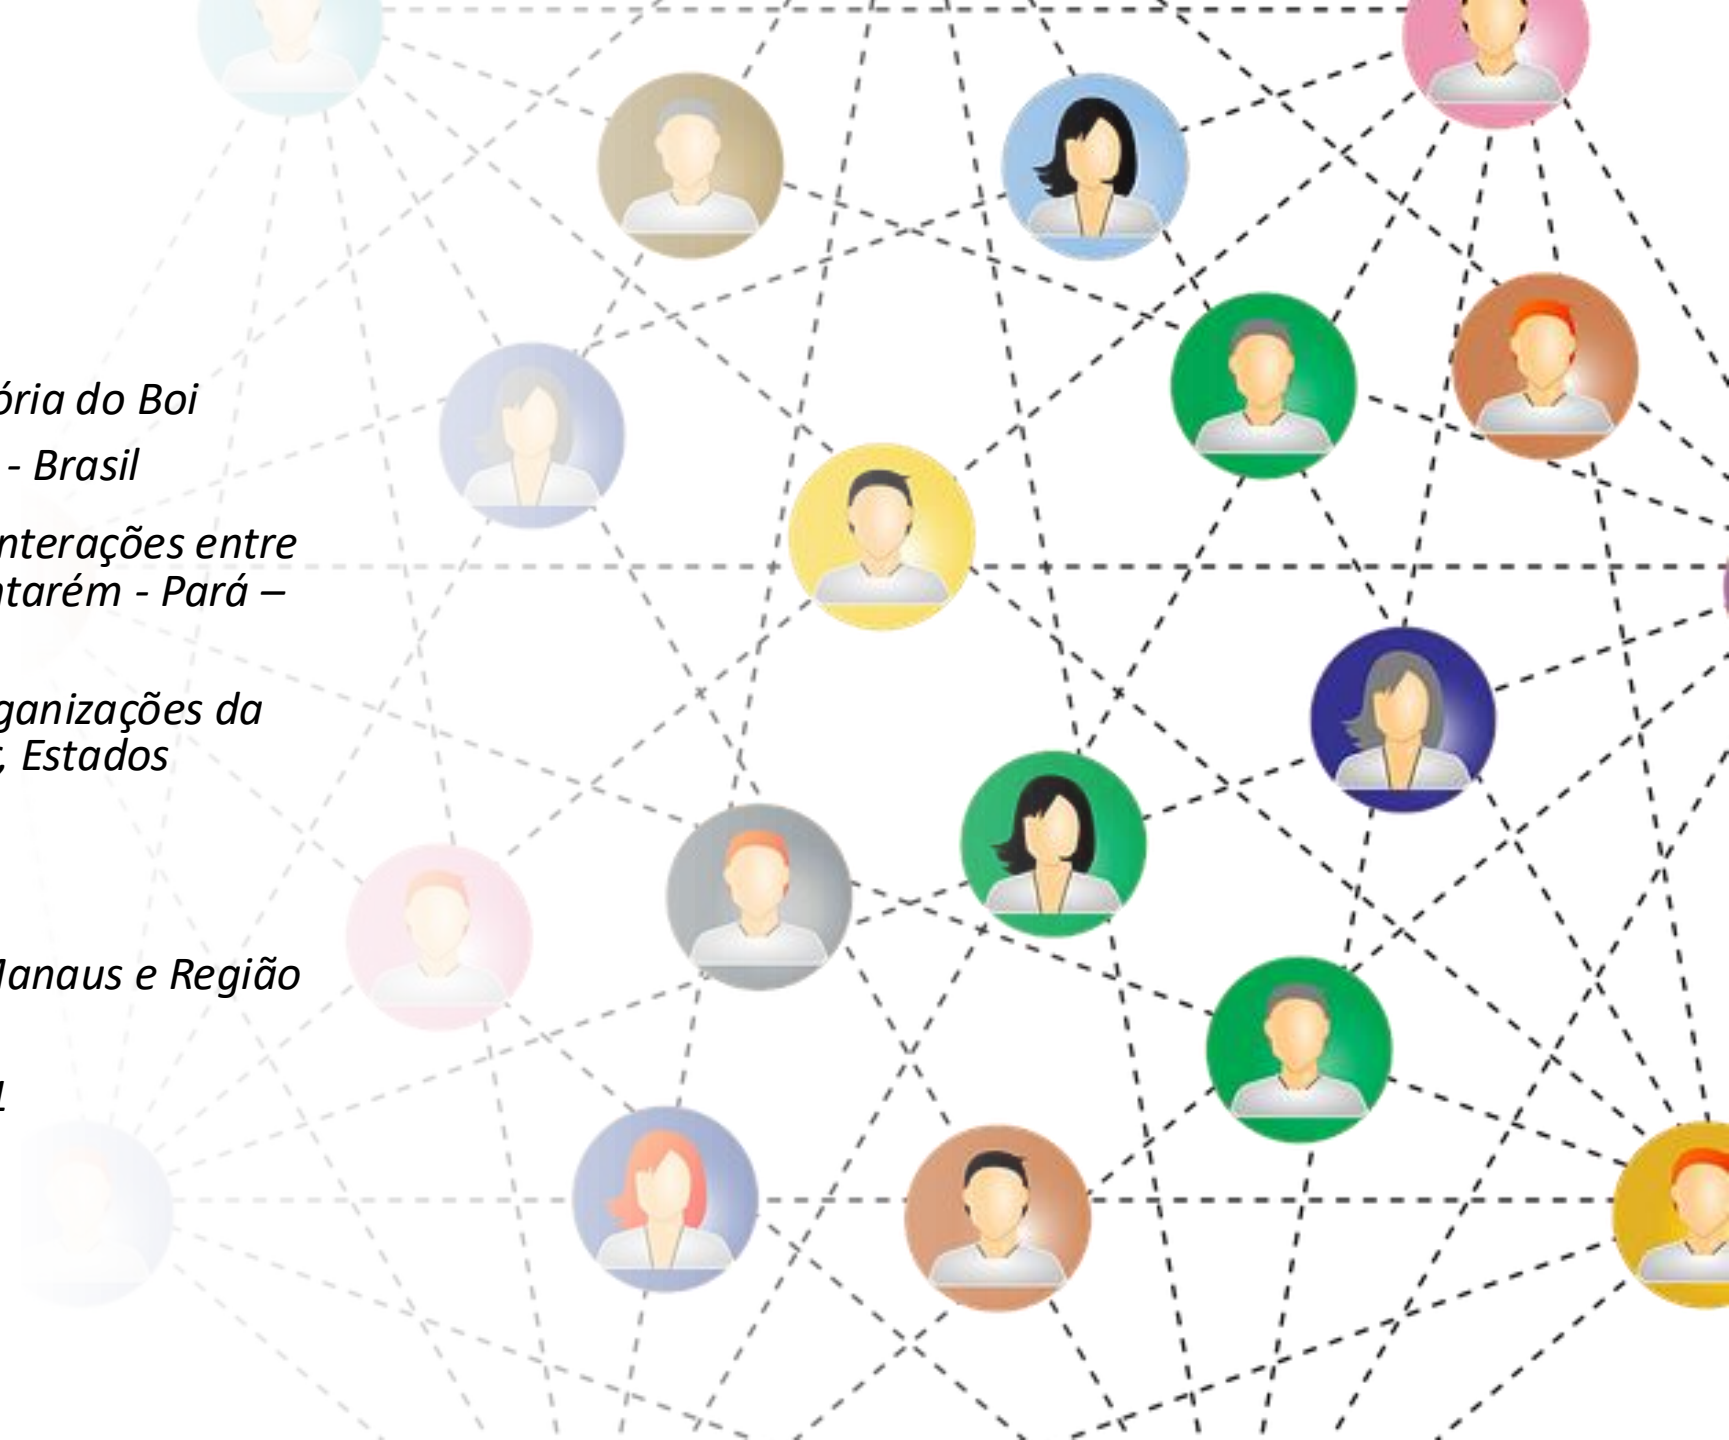 ória do Boi
- Brasil
nterações entre
ntarém - Pará –
ganizações da
, Estados
Manaus e Região